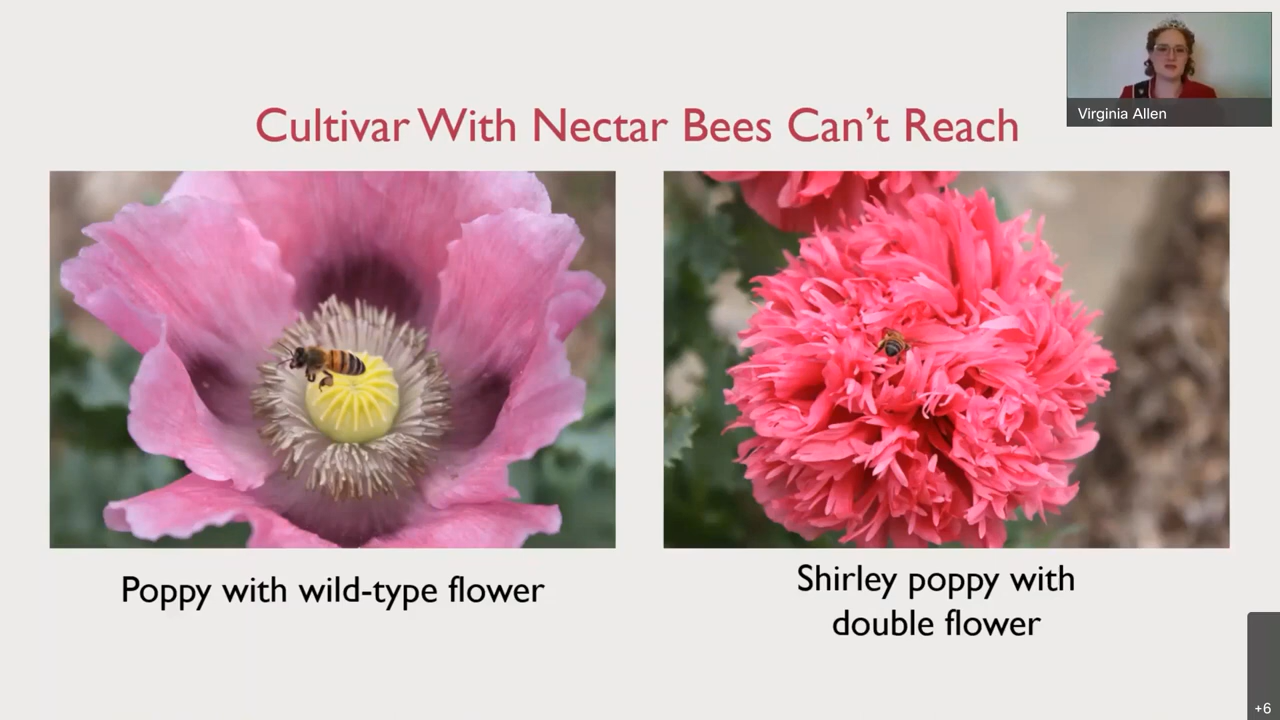 Virginia Allen
Cultivar With Nectar Bees Can't Reach
Poppy with wild-type flower
Shirley poppy with
double flower
+6